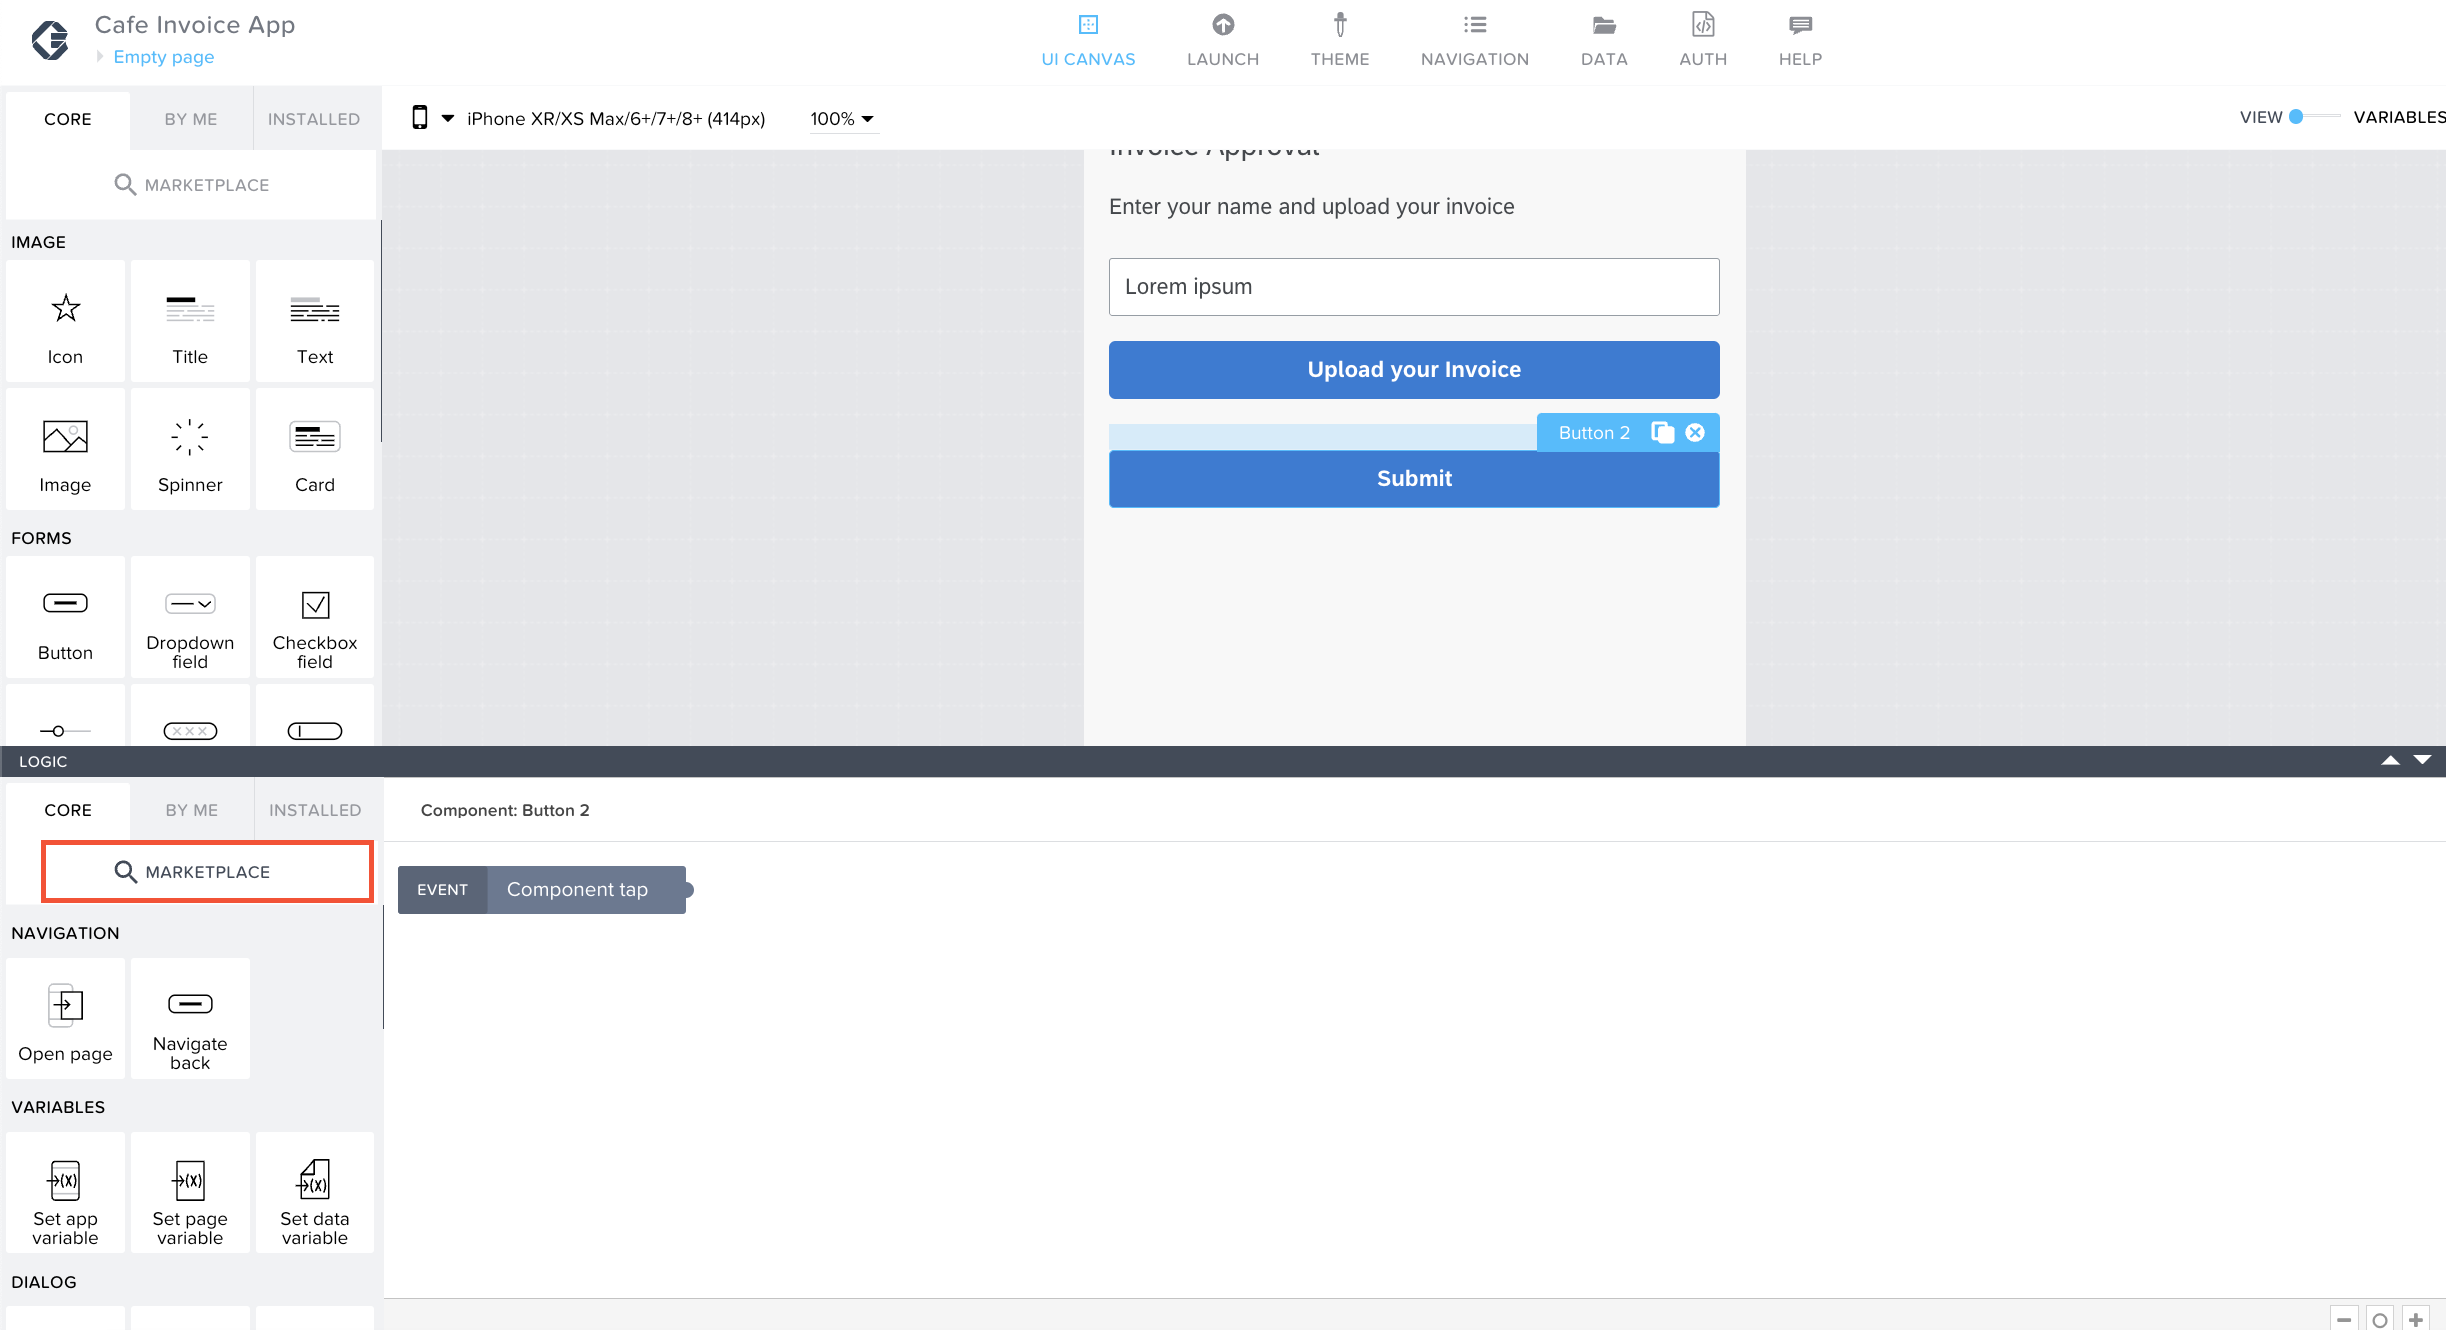 Cafe Invoice App
Empty page
UI CANVAS
LAUNCH
THEME
NAVIGATION
DATA
AUTH
HELP
CORE
BY ME
INSTALLED
iPhone XR/XS Max/6+/7+/8+ (414px)
100%
VIEW
VARIABLES
MARKETPLACE
Invoice Approval
Enter your name and upload your invoice
Lorem ipsum
Upload your Invoice
Button 2
Submit
IMAGE
Icon
Title
Text
Image
Spinner
Card
FORMS
Button
Dropdown
field
Checkbox
field
LOGIC
CORE
BY ME
INSTALLED
Component: Button 2
MARKETPLACE
EVENT
Component tap
NAVIGATION
Open page
Navigate
back
VARIABLES
Set app
variable
Set page
variable
Set data
variable
DIALOG